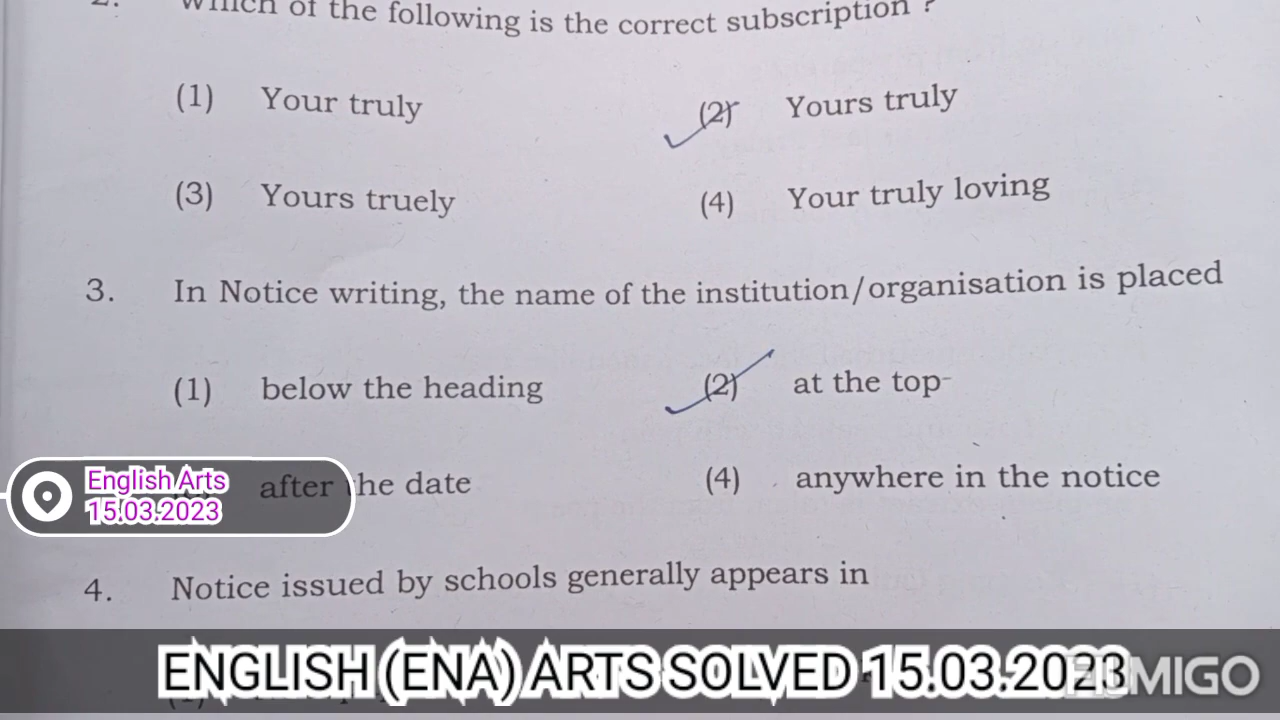 2. Which of the following is the correct subscription ?
(1) Your truly (2) Yours truly
(3) Yours truely (4) Your truly loving
3. In Notice writing, the name of the institution/organisation is placed
(1) below the heading (2) at the top
English Arts
15.03.2023
after the date (4) anywhere in the notice
4. Notice issued by schools generally appears in
ENGLISH (ENA) ARTS SOLVED 15.03.2023
FILMIGO
(1)